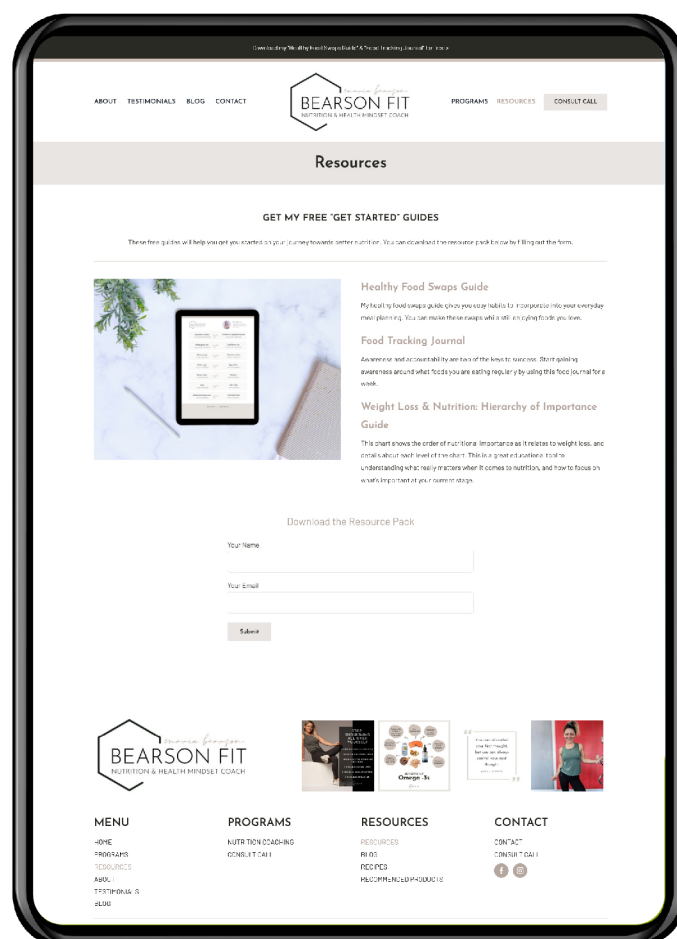 Download my "Healthy Food Swaps Guide" & "Food Tracking Journal" for free
ABOUT TESTIMONIALS BLOG CONTACT
BEARSON FIT
NUTRITION & HEALTH MINDSET COACH
PROGRAMS RESOURCES CONSULT CALL
Resources
GET MY FREE "GET STARTED" GUIDES
These free guides will help you get you started on your journey towards better nutrition. You can download the resource pack below by filling out the form.
Healthy Food Swaps Guide
My healthy food swaps guide gives you easy habits to incorporate into your everyday
meal planning. You can make these swaps while still enjoying foods you love.
Food Tracking Journal
Awareness and accountability are two of the keys to success. Start gaining
awareness around what foods you are eating regularly by using this food journal for a
week.
Weight Loss & Nutrition: Hierarchy of Importance
Guide
This chart shows the order of nutritional importance as it relates to weight loss, and
details about each level of the chart. This is a great educational tool to
understanding what really matters when it comes to nutrition, and how to focus on
what's important at your current stage.
Download the Resource Pack
Your Name
Your Email
Submit
BEARSON FIT
NUTRITION & HEALTH MINDSET COACH
STOP
BEGINNING
Omega-3s
MENU
HOME
PROGRAMS
RESOURCES
ABOUT
TESTIMONIALS
BLOG
PROGRAMS
NUTRITION COACHING
CONSULT CALL
RESOURCES
RESOURCES
BLOG
RECIPES
RECOMMENDED PRODUCTS
CONTACT
CONTACT
CONSULT CALL